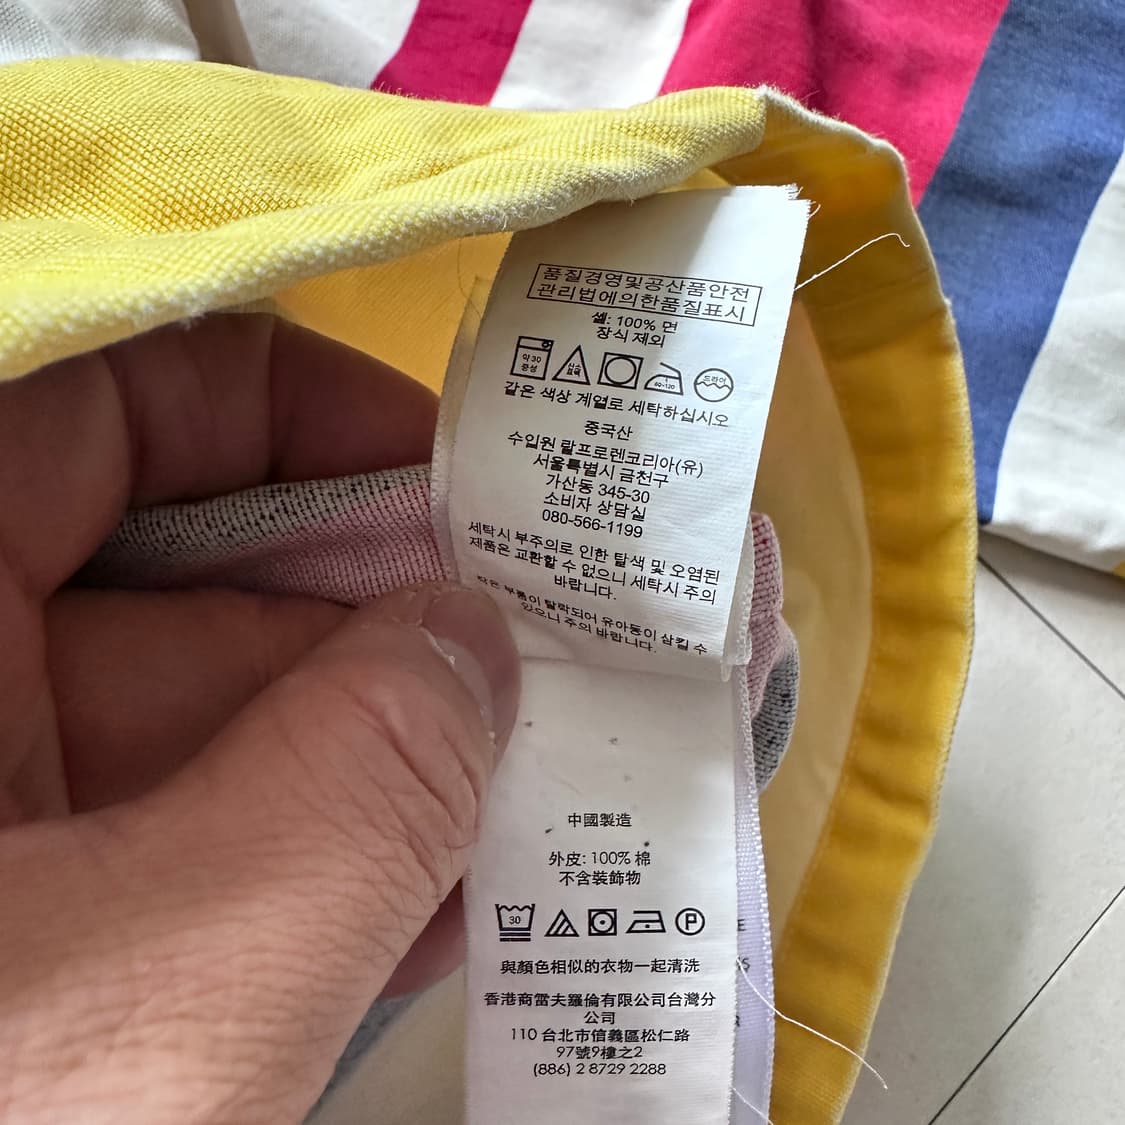 품질경영및공산품안전
관리법에의한품질표시
셸: 100% 면
장식 제외
약 30
중성
산소
표백
60~120
드라이
같은 색상 계열로 세탁하십시오
중국산
수입원 랄프로렌코리아(유)
서울특별시 금천구
가산동 345-30
소비자 상담실
080-566-1199
세탁시 부주의로 인한 탈색 및 오염된
제품은 교환할 수 없으니 세탁시 주의
바랍니다.
작은 부품이 탈락되어 유아동이 삼킬 수
있으니 주의 바랍니다.
中國製造
外皮: 100% 棉
不含裝飾物
30
P
與顏色相似的衣物一起清洗
香港商雷夫羅倫有限公司台灣分
公司
110 台北市信義區松仁路
97號9樓之2
(886) 2 8729 2288
E
S
R